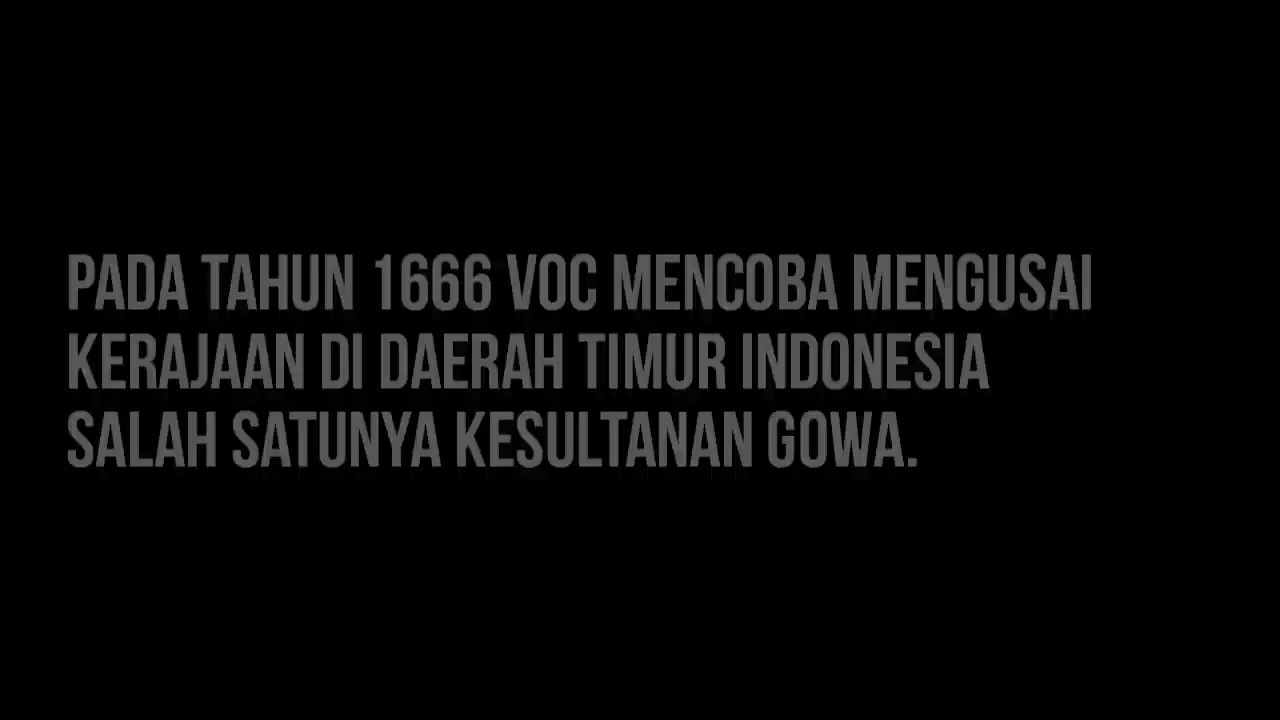 PADA TAHUN 1666 VOC MENCOBA MENGUSAI
KERAJAAN DI DAERAH TIMUR INDONESIA
SALAH SATUNYA KESULTANAN GOWA.